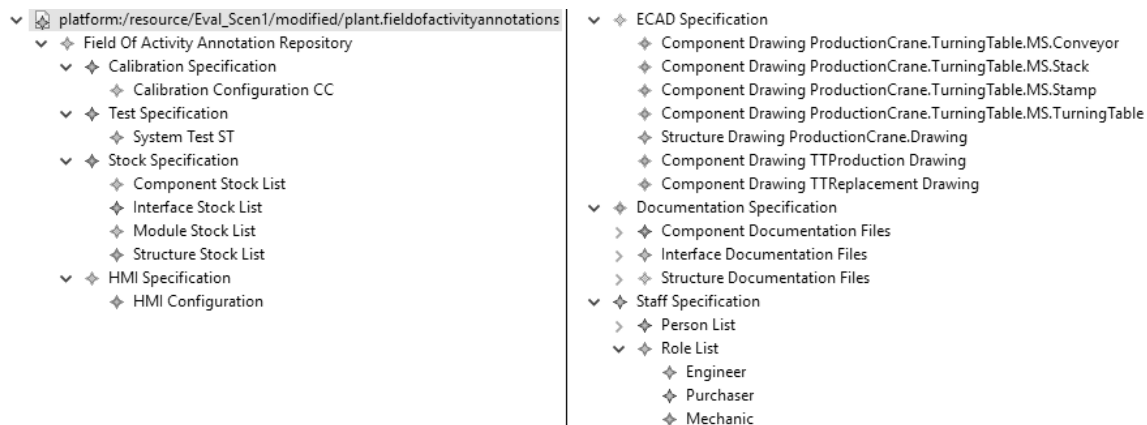 platform:/resource/Eval_Scen1/modified/plant.fieldofactivityannotations
Field Of Activity Annotation Repository
Calibration Specification
Calibration Configuration CC
Test Specification
System Test ST
Stock Specification
Component Stock List
Interface Stock List
Module Stock List
Structure Stock List
HMI Specification
HMI Configuration
ECAD Specification
Component Drawing ProductionCrane.TurningTable.MS.Conveyor
Component Drawing ProductionCrane.TurningTable.MS.Stack
Component Drawing ProductionCrane.TurningTable.MS.Stamp
Component Drawing ProductionCrane.TurningTable.MS.TurningTable
Structure Drawing ProductionCrane.Drawing
Component Drawing TTProduction Drawing
Component Drawing TTReplacement Drawing
Documentation Specification
Component Documentation Files
Interface Documentation Files
Structure Documentation Files
Staff Specification
Person List
Role List
Engineer
Purchaser
Mechanic